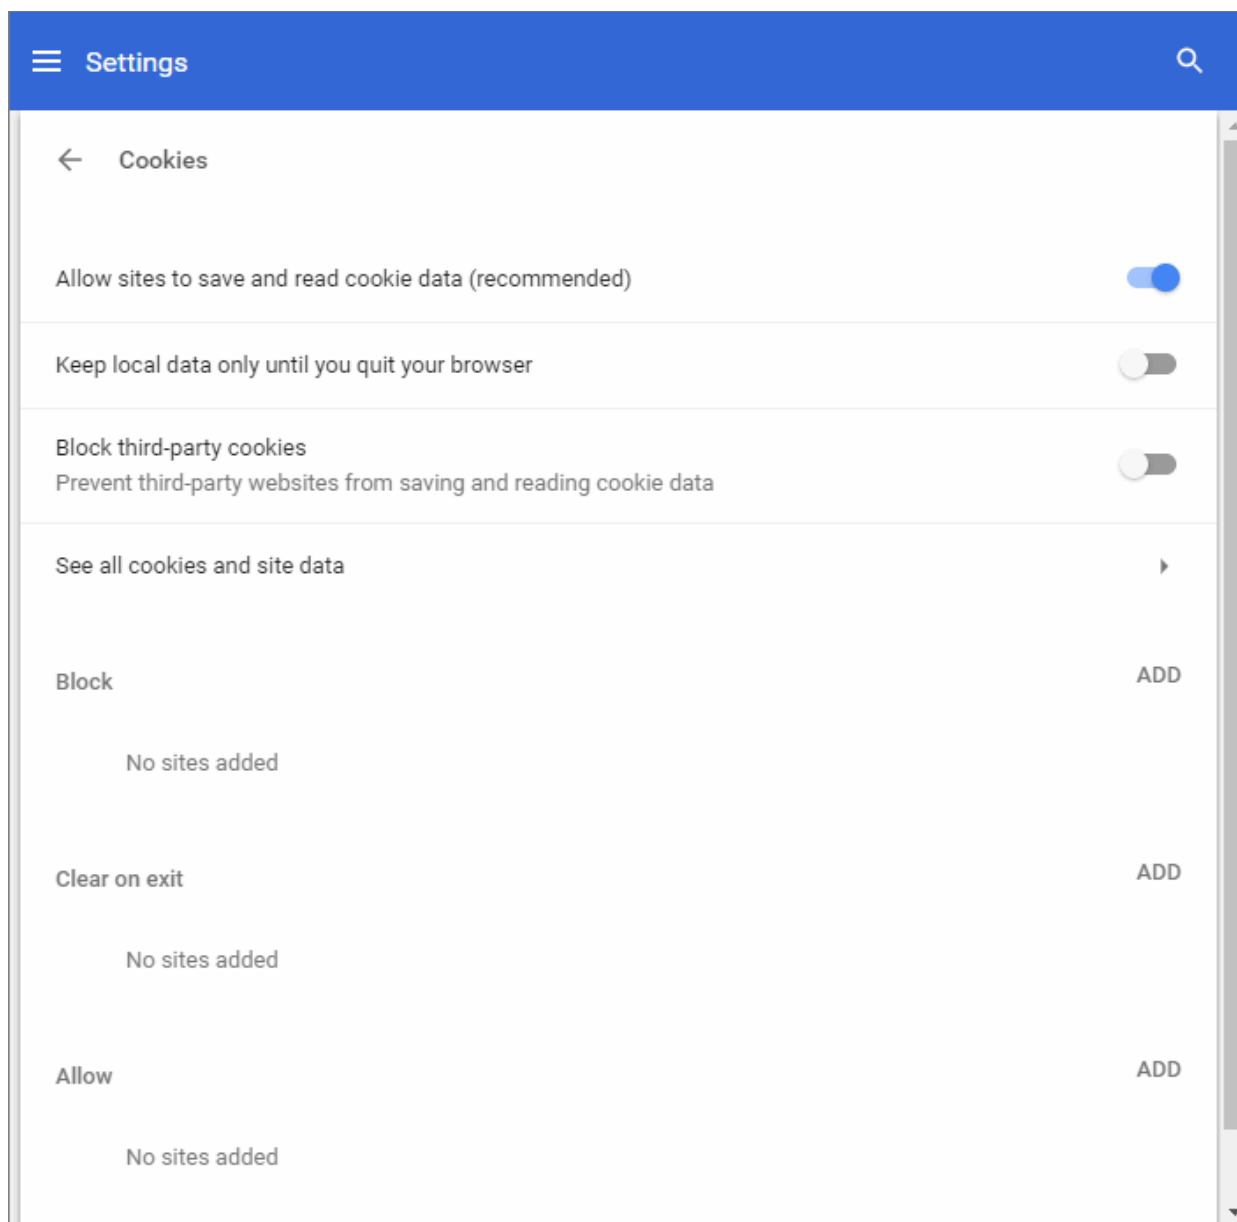 Settings
Cookies
Allow sites to save and read cookie data (recommended)
Keep local data only until you quit your browser
Block third-party cookies
Prevent third-party websites from saving and reading cookie data
See all cookies and site data
Block ADD
No sites added
Clear on exit ADD
No sites added
Allow ADD
No sites added